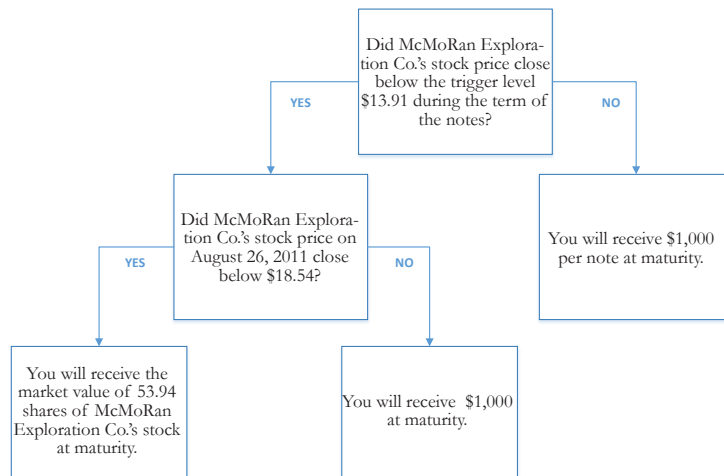 Did McMoRan Explora-
tion Co.'s stock price close
below the trigger level
$13.91 during the term of
the notes?
YES
NO
Did McMoRan Explora-
tion Co.'s stock price on
August 26, 2011 close
below $18.54?
You will receive $1,000
per note at maturity.
YES
NO
You will receive the
market value of 53.94
shares of McMoRan
Exploration Co.'s stock
at maturity.
You will receive $1,000
at maturity.